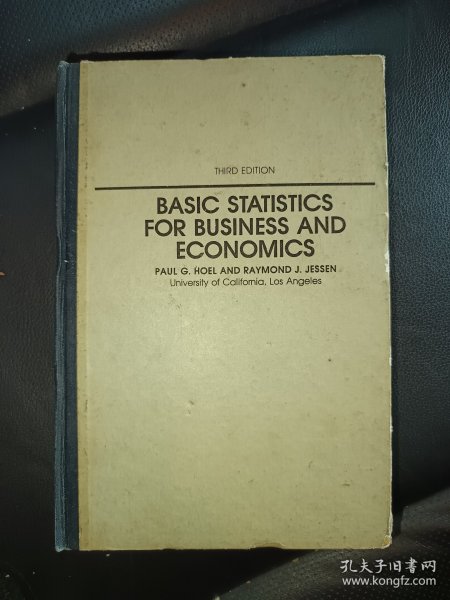 THIRD EDITION
BASIC STATISTICS
FOR BUSINESS AND
ECONOMICS
PAUL G. HOEL AND RAYMOND J. JESSEN
University of California, Los Angeles
孔夫子旧书网
www.kongfz.com